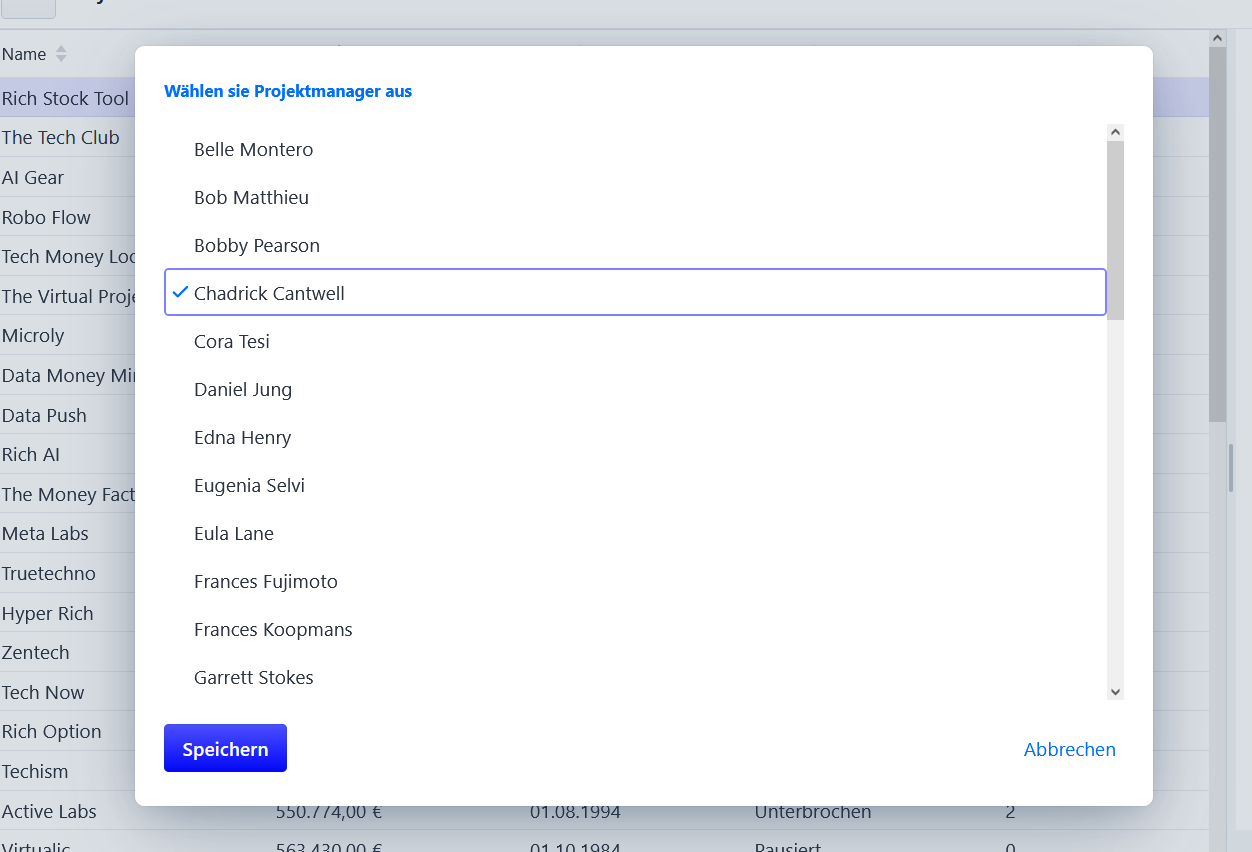 Name
Wählen sie Projektmanager aus
Rich Stock Tool
The Tech Club
Belle Montero
AI Gear
Bob Matthieu
Robo Flow
Bobby Pearson
Tech Money
The Virtual
Chadrick Cantwell
Microly
Cora Tesi
Data Money
Daniel Jung
Data Push
Edna Henry
Rich AI
Eugenia Selvi
The Money
Meta Labs
Eula Lane
Truetechno
Frances Fujimoto
Hyper Rich
Frances Koopmans
Zentech
Garrett Stokes
Tech Now
Rich Option
Speichern Abbrechen
Techism
Active Labs 550.774,00 € 01.08.1994 Unterbrochen 2
Virtualic 563.430,00 € 01.10.1984 Pausiert 0